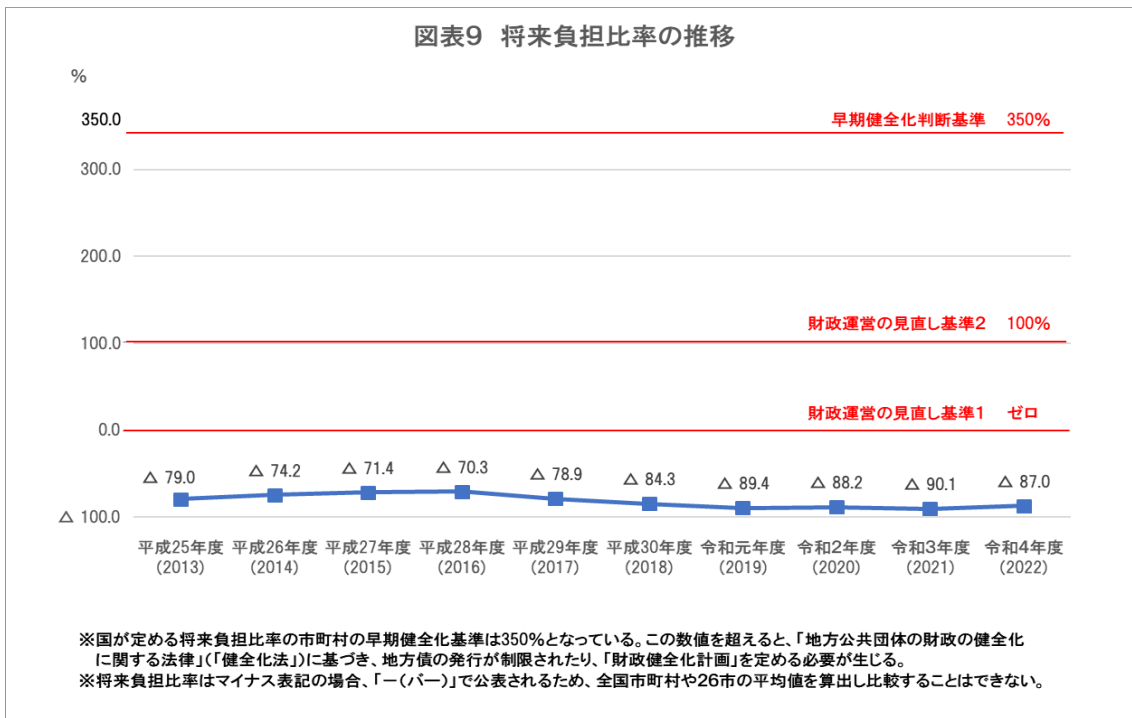 図表9 将来負担比率の推移
%
350.0
早期健全化判断基準 350%
300.0
200.0
財政運営の見直し基準2 100%
100.0
財政運営の見直し基準1 ゼロ
0.0
△ 79.0 △ 74.2 △ 71.4 △ 70.3 △ 78.9 △ 84.3 △ 89.4 △ 88.2 △ 90.1 △ 87.0
△ 100.0
平成25年度 平成26年度 平成27年度 平成28年度 平成29年度 平成30年度 令和元年度 令和2年度 令和3年度 令和4年度
(2013) (2014) (2015) (2016) (2017) (2018) (2019) (2020) (2021) (2022)
※国が定める将来負担比率の市町村の早期健全化基準は350%となっている。この数値を超えると、「地方公共団体の財政の健全化
に関する法律」(「健全化法」)に基づき、地方債の発行が制限されたり、「財政健全化計画」を定める必要が生じる。
※将来負担比率はマイナス表記の場合、「－(バー)」で公表されるため、全国市町村や26市の平均値を算出し比較することはできない。